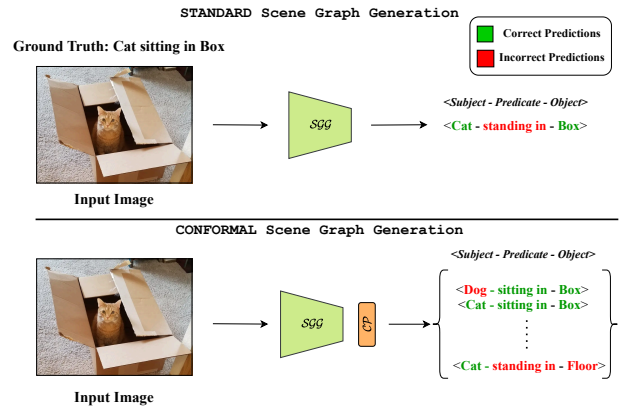 STANDARD Scene Graph Generation
Correct Predictions
Incorrect Predictions
Ground Truth: Cat sitting in Box
SGG
<Subject - Predicate - Object>
<Cat - standing in - Box>
Input Image
CONFORMAL Scene Graph Generation
<Subject - Predicate - Object>
SGG
CP
<Dog - sitting in - Box>
<Cat - sitting in - Box>
<Cat - standing in - Floor>
Input Image